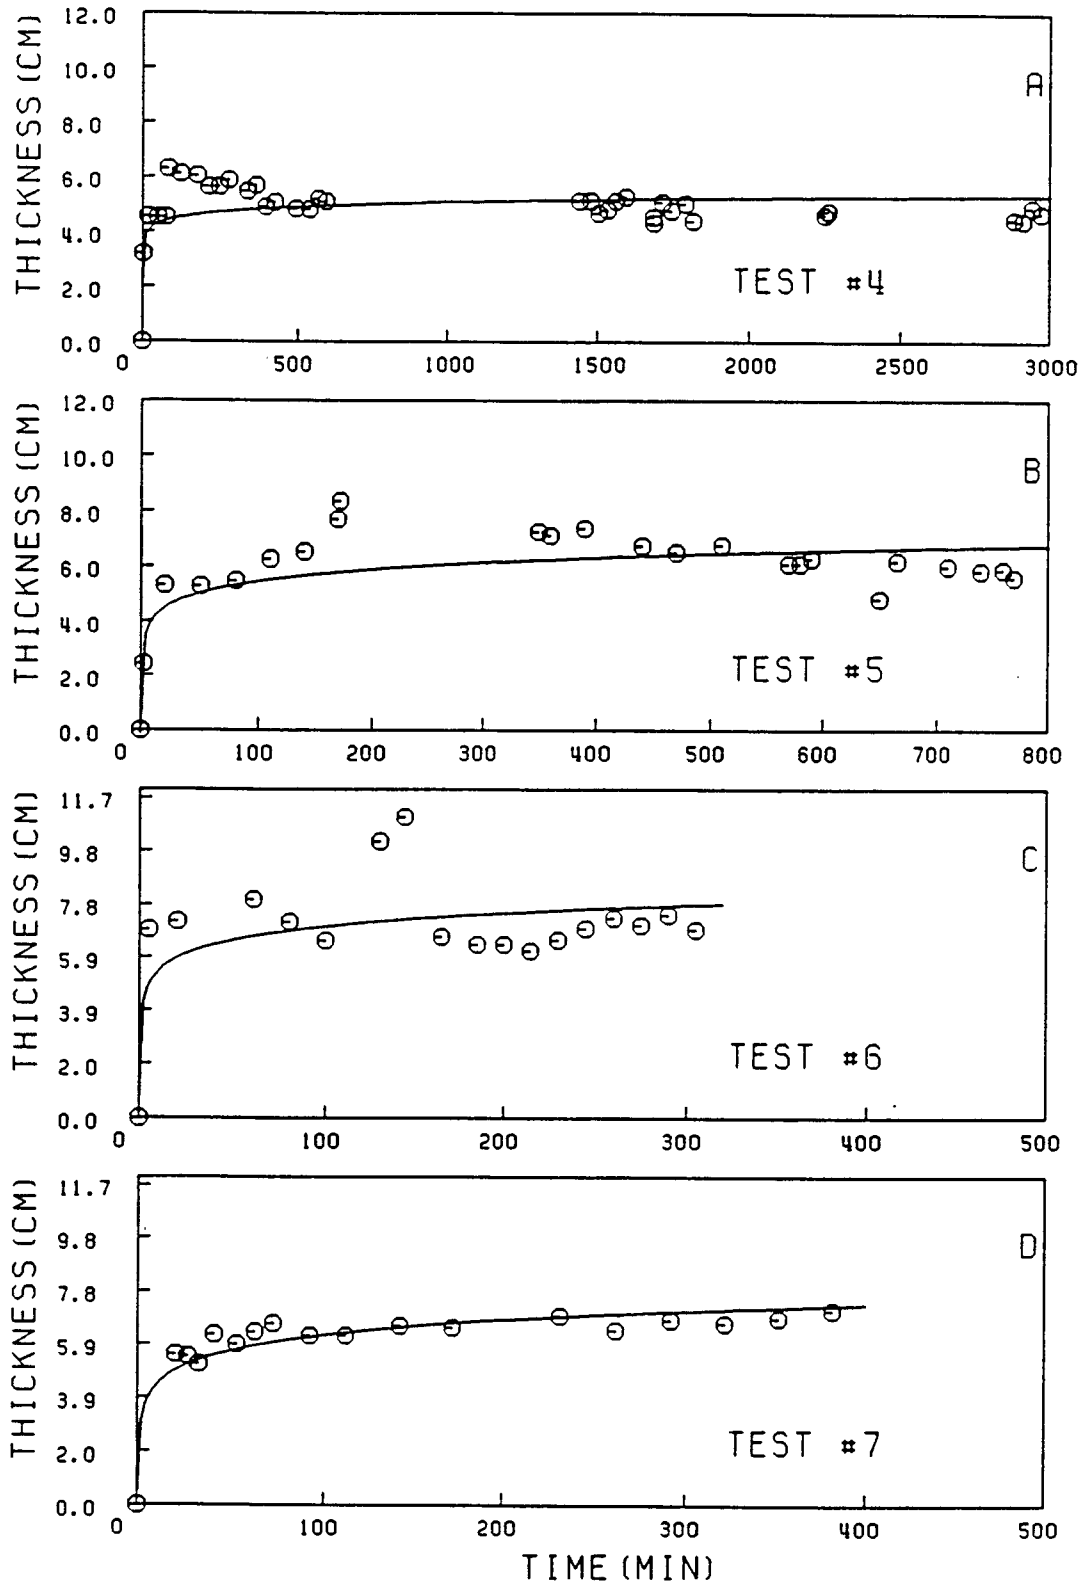 THICKNESS (CM)
12.0
10.0
8.0
6.0
4.0
2.0
0.0
A
TEST #4
0 500 1000 1500 2000 2500 3000
THICKNESS (CM)
12.0
10.0
8.0
6.0
4.0
2.0
0.0
B
TEST #5
0 100 200 300 400 500 600 700 800
THICKNESS (CM)
11.7
9.8
7.8
5.9
3.9
2.0
0.0
C
TEST #6
0 100 200 300 400 500
THICKNESS (CM)
11.7
9.8
7.8
5.9
3.9
2.0
0.0
D
TEST #7
0 100 200 300 400 500
TIME (MIN)